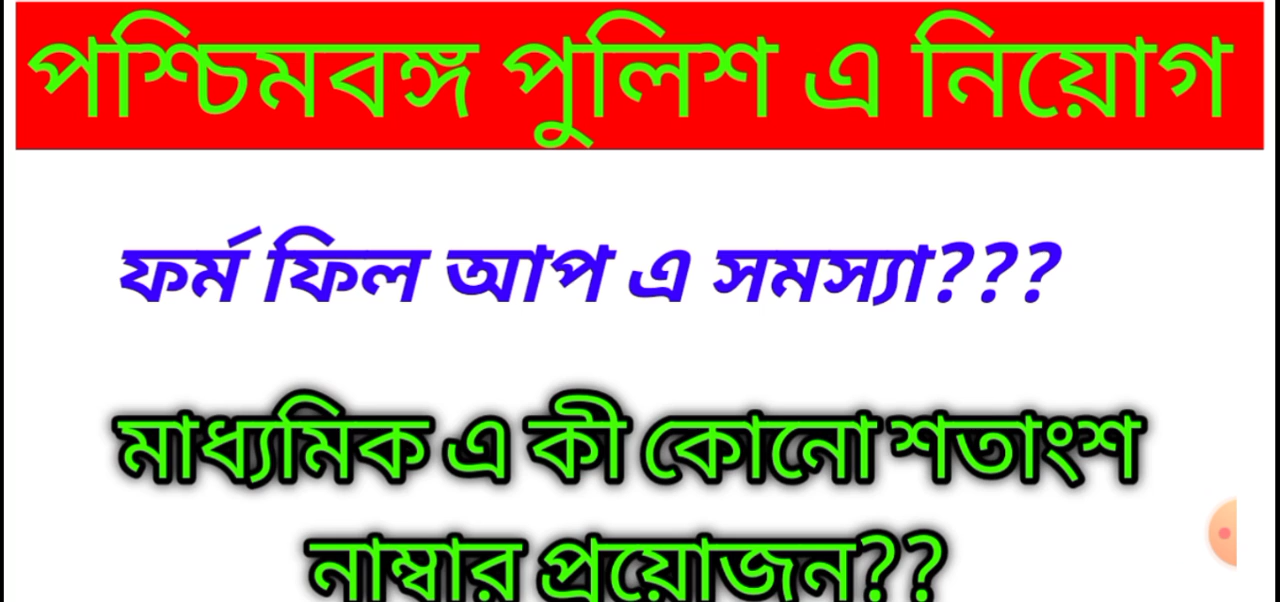 পশ্চিমবঙ্গ পুলিশ এ নিয়োগ
ফর্ম ফিল আপ এ সমস্যা???
মাধ্যমিক এ কী কোনো শতাংশ
নাম্বার প্রয়োজন??